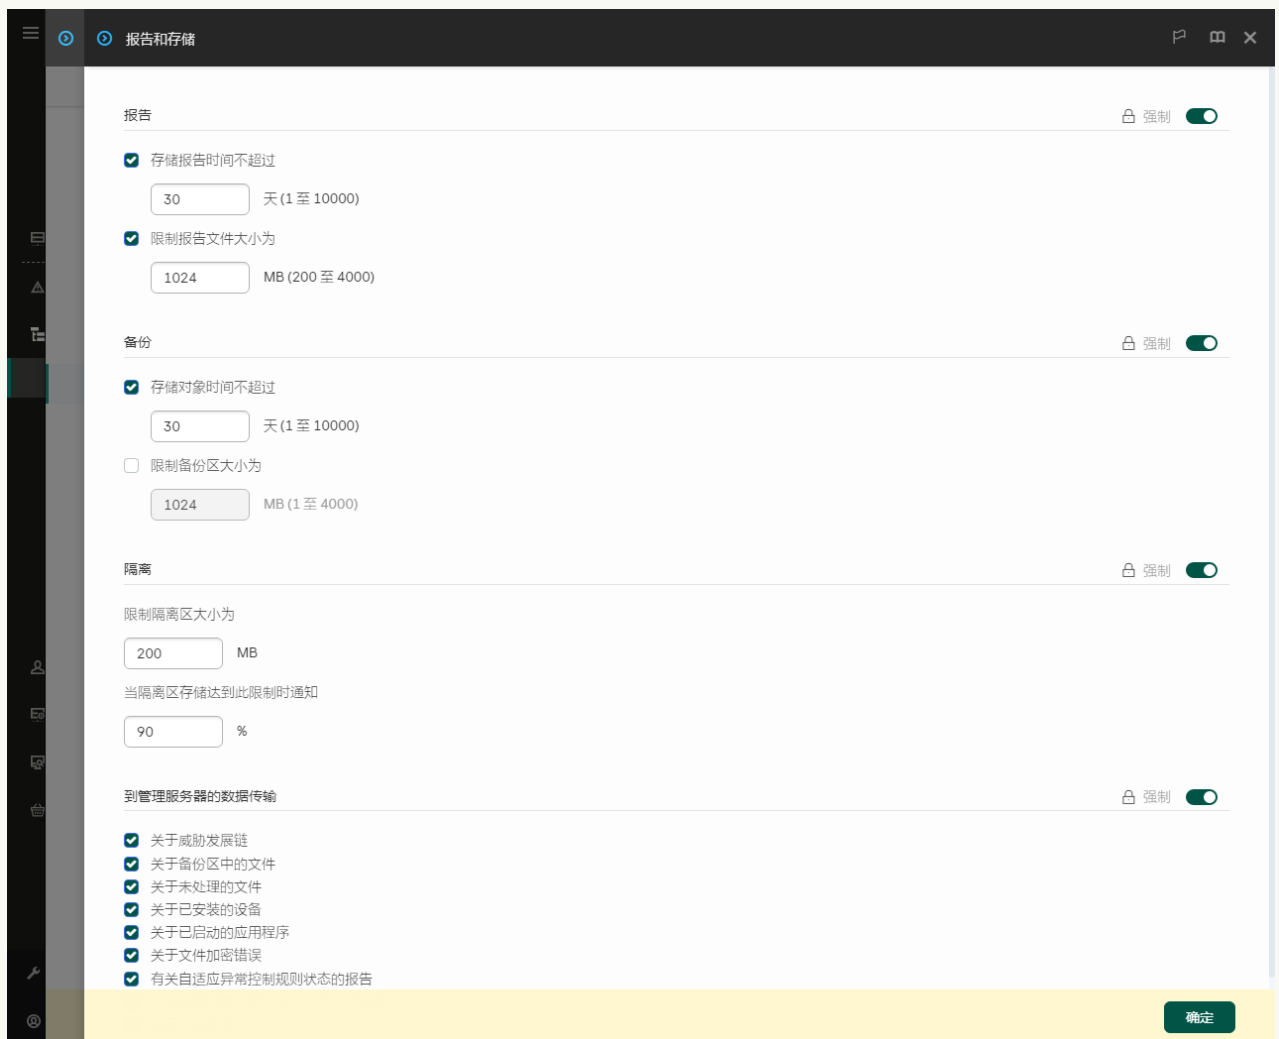 报告和存储
报告
强制
存储报告时间不超过
30 天 (1 至 10000)
限制报告文件大小为
1024 MB (200 至 4000)
备份
强制
存储对象时间不超过
30 天 (1 至 10000)
限制备份区大小为
1024 MB (1 至 4000)
隔离
强制
限制隔离区大小为
200 MB
当隔离区存储达到此限制时通知
90 %
到管理服务器的数据传输
强制
关于威胁发展链
关于备份区中的文件
关于未处理的文件
关于已安装的设备
关于已启动的应用程序
关于文件加密错误
有关自适应异常控制规则状态的报告
确定